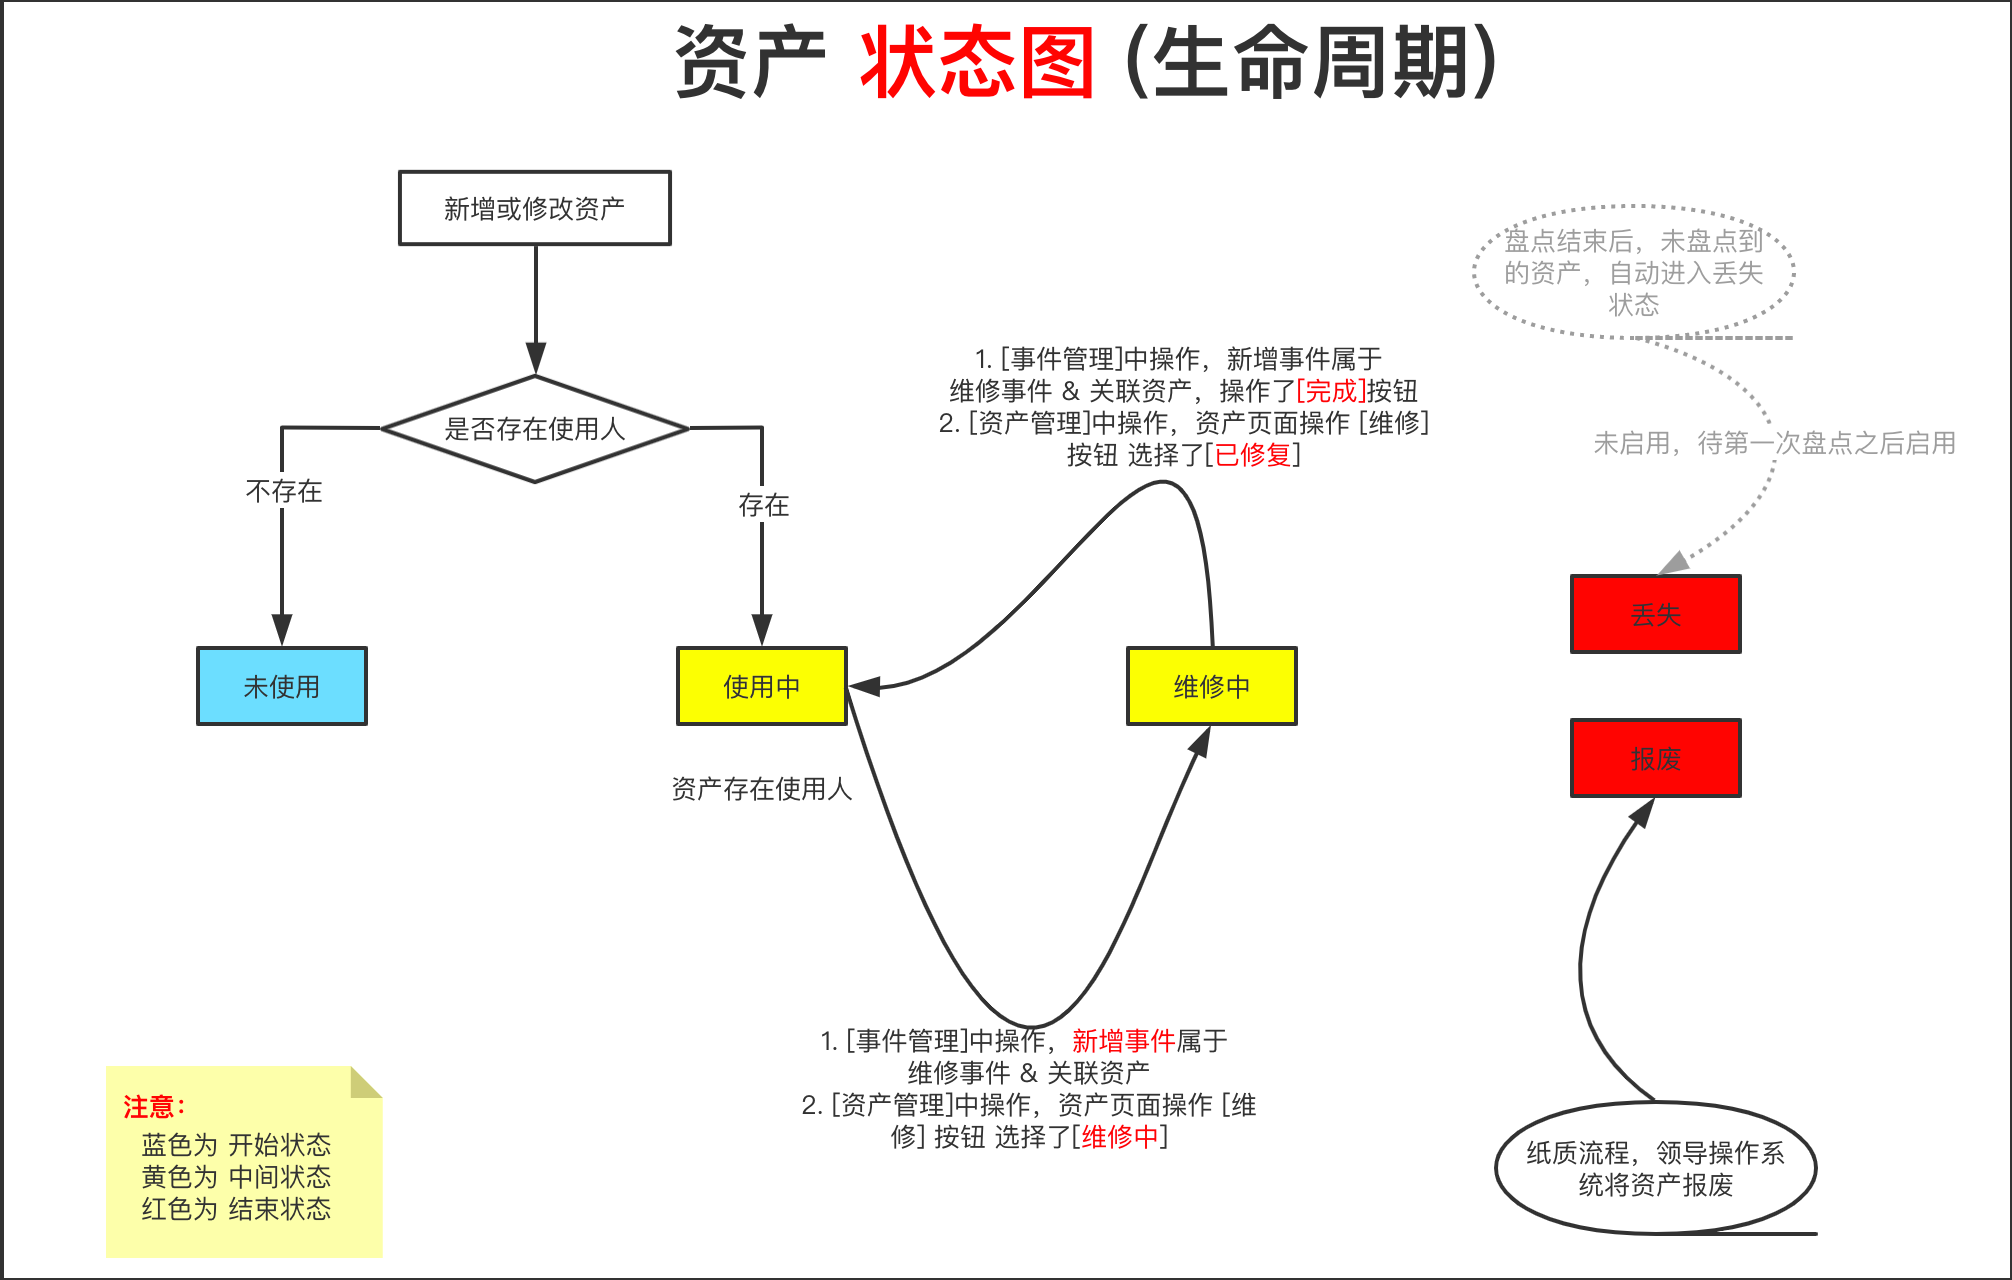 资产 状态图 (生命周期)
新增或修改资产
是否存在使用人
不存在
存在
未使用
使用中
资产存在使用人
1. [事件管理]中操作，新增事件属于
维修事件 & 关联资产，操作了[完成]按钮
2. [资产管理]中操作，资产页面操作 [维修]
按钮 选择了[已修复]
维修中
1. [事件管理]中操作，新增事件属于
维修事件 & 关联资产
2. [资产管理]中操作，资产页面操作 [维
修] 按钮 选择了[维修中]
盘点结束后，未盘点到
的资产，自动进入丢失
状态
未启用，待第一次盘点之后启用
丢失
报废
纸质流程，领导操作系
统将资产报废
注意：
蓝色为 开始状态
黄色为 中间状态
红色为 结束状态